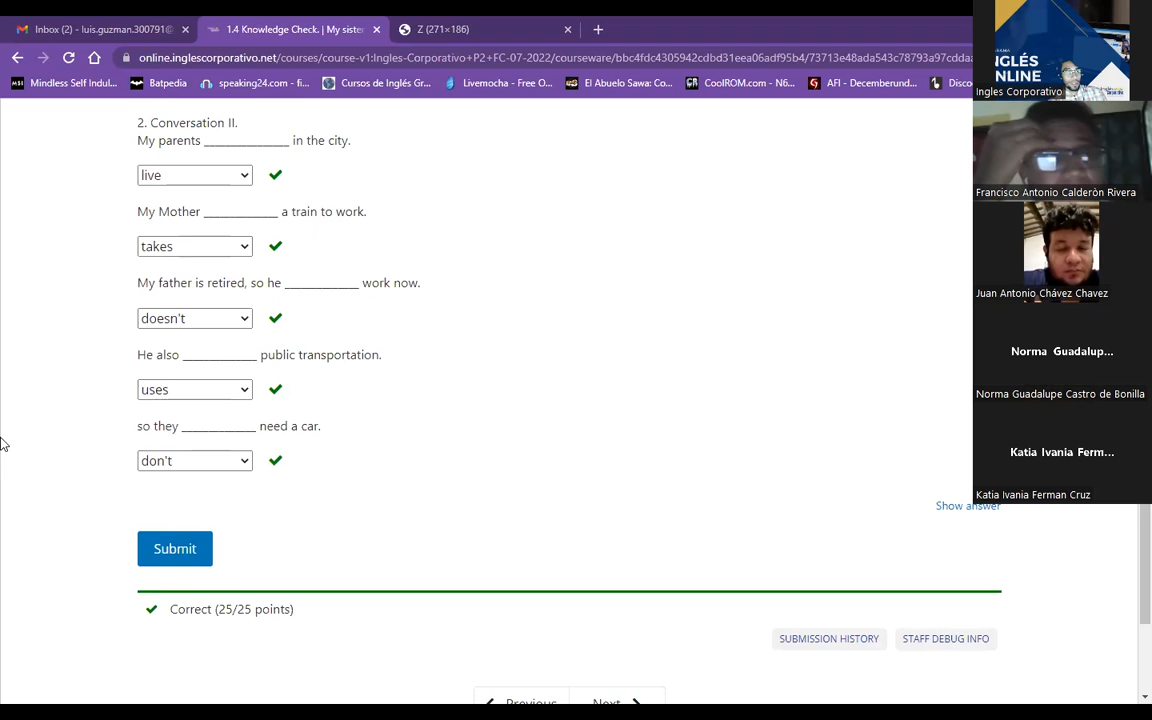 Inbox (2) - luis.guzman.300791@
1.4 Knowledge Check. | My siste
Z (271×186)
online.inglescorporativo.net/courses/course-v1:Ingles-Corporativo+P2+FC-07-2022/courseware/bbc4fdc4305942cdbd31eea06adf95b4/73713e48ada543c78793a97cddaa
Mindless Self Indul...
Batpedia
speaking24.com - fi...
Cursos de Inglés Gr...
Livemocha - Free O...
El Abuelo Sawa: Co...
CoolROM.com - N6...
AFI - Decemberund...
Disco
2. Conversation II.
My parents ______________ in the city.
live
My Mother ____________ a train to work.
takes
My father is retired, so he ____________ work now.
doesn't
He also ____________ public transportation.
uses
so they ____________ need a car.
don't
Show answer
Submit
Correct (25/25 points)
SUBMISSION HISTORY
STAFF DEBUG INFO
Previous
Next
NGLÉS
ONLINE
Ingles Corporativo
Francisco Antonio Calderòn Rivera
Juan Antonio Chávez Chavez
Norma Guadalup...
Norma Guadalupe Castro de Bonilla
Katia Ivania Ferm...
Katia Ivania Ferman Cruz